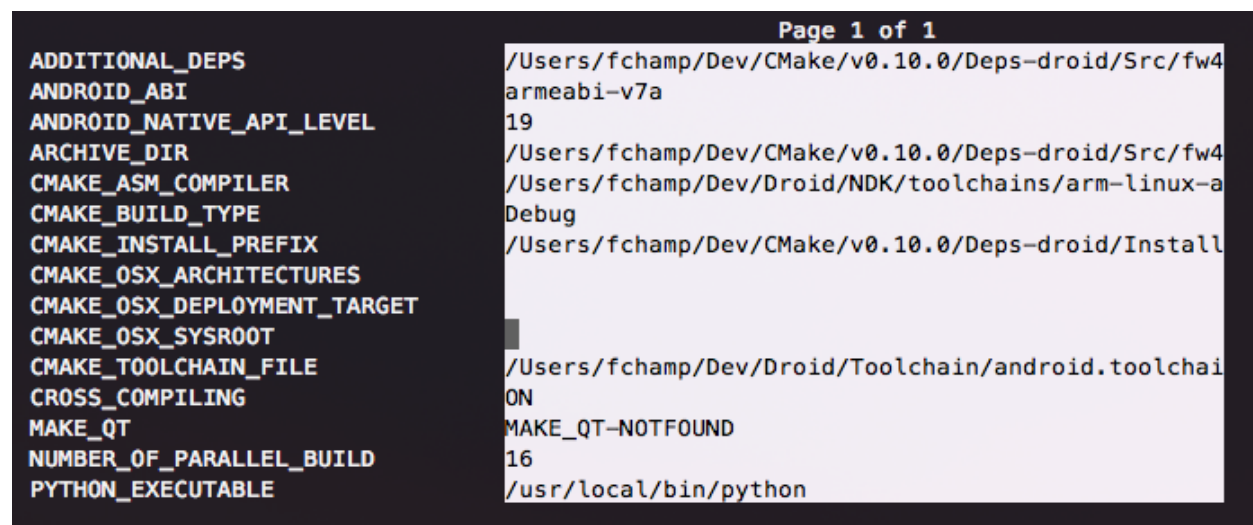 Page 1 of 1
ADDITIONAL_DEPS /Users/fchamp/Dev/CMake/v0.10.0/Deps-droid/Src/fw4
ANDROID_ABI armeabi-v7a
ANDROID_NATIVE_API_LEVEL 19
ARCHIVE_DIR /Users/fchamp/Dev/CMake/v0.10.0/Deps-droid/Src/fw4
CMAKE_ASM_COMPILER /Users/fchamp/Dev/Droid/NDK/toolchains/arm-linux-a
CMAKE_BUILD_TYPE Debug
CMAKE_INSTALL_PREFIX /Users/fchamp/Dev/CMake/v0.10.0/Deps-droid/Install
CMAKE_OSX_ARCHITECTURES
CMAKE_OSX_DEPLOYMENT_TARGET
CMAKE_OSX_SYSROOT
CMAKE_TOOLCHAIN_FILE /Users/fchamp/Dev/Droid/Toolchain/android.toolchai
CROSS_COMPILING ON
MAKE_QT MAKE_QT-NOTFOUND
NUMBER_OF_PARALLEL_BUILD 16
PYTHON_EXECUTABLE /usr/local/bin/python